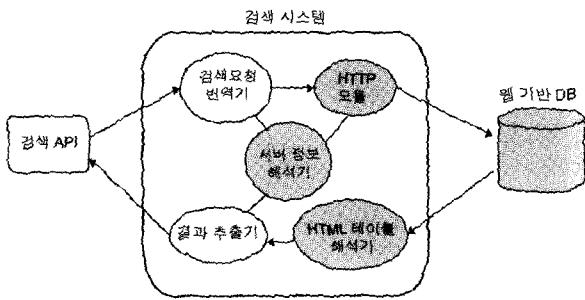 검색 시스템
검색요청
번역기
HTTP
모듈
웹 기반 DB
검색 API
서버 정보
해석기
결과 추출기
HTML 테이블
해석기